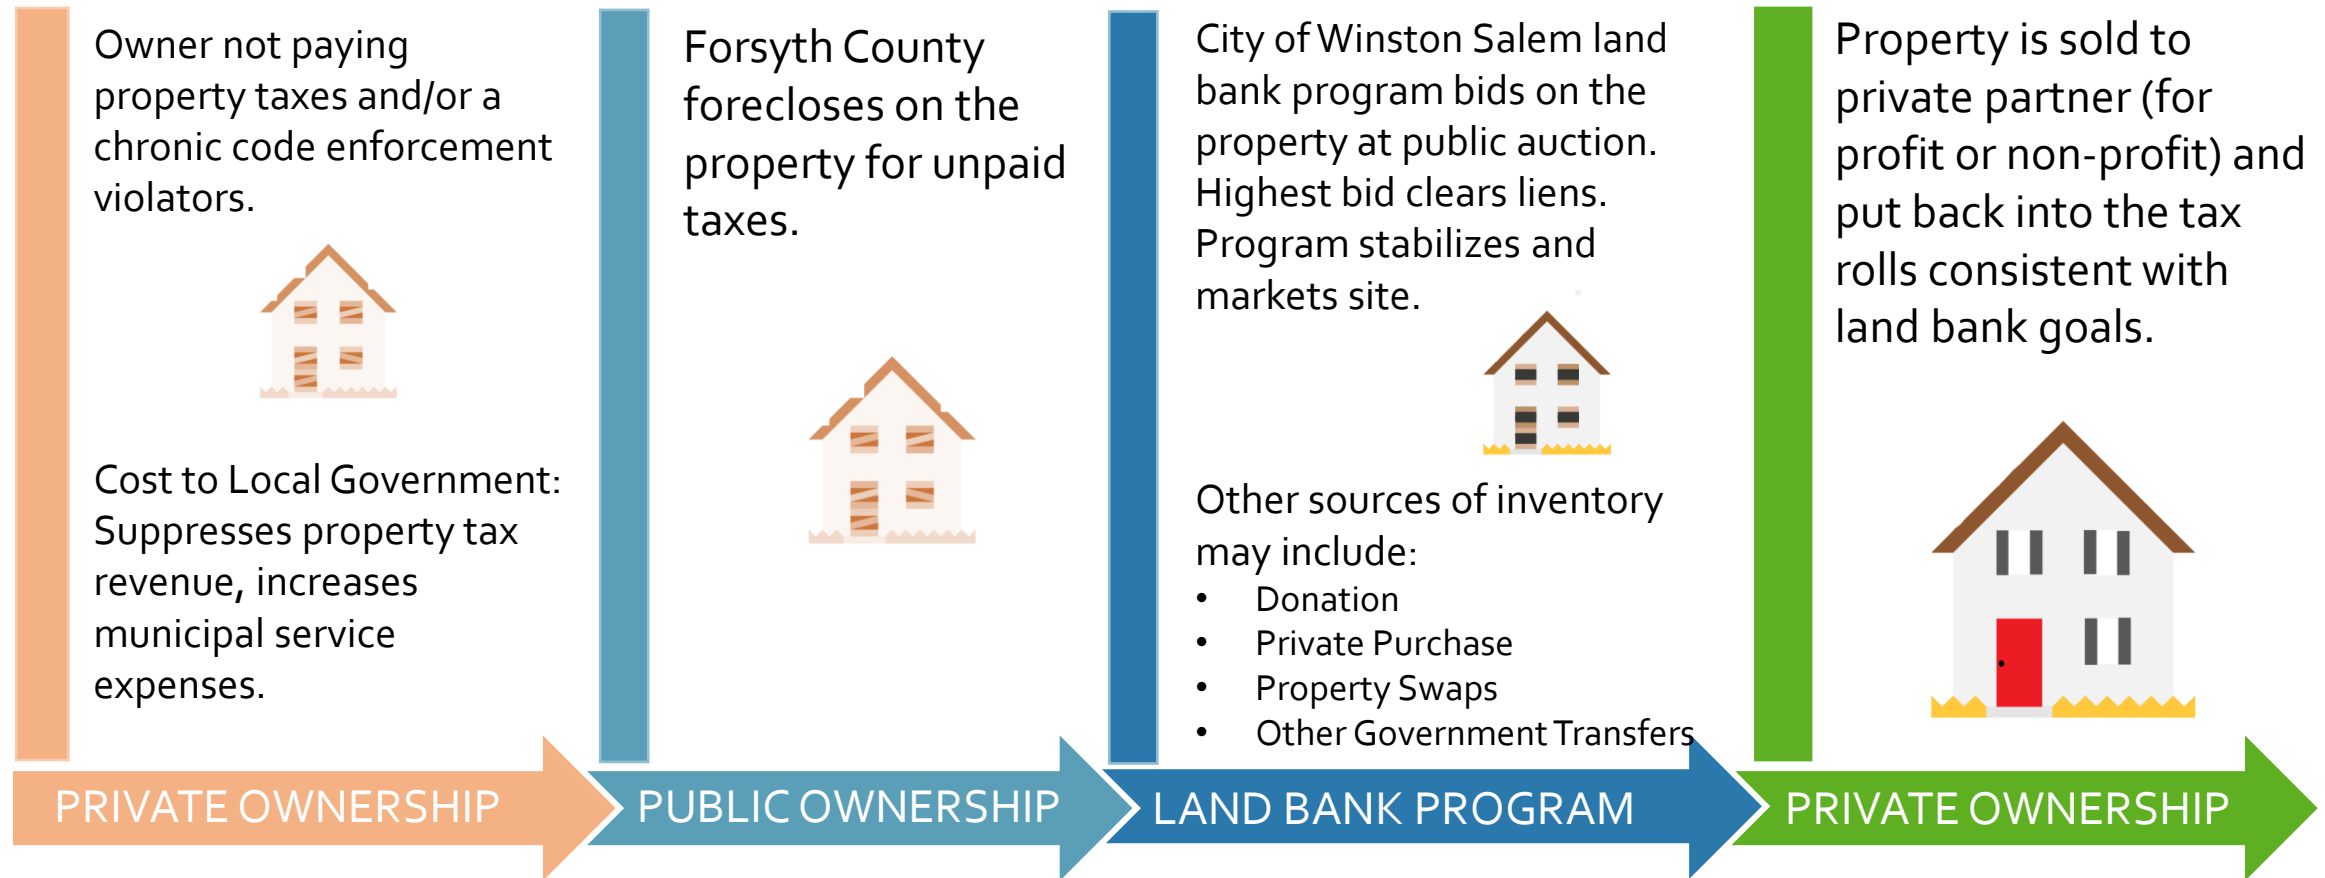 Owner not paying
property taxes and/or a
chronic code enforcement
violators.
Cost to Local Government:
Suppresses property tax
revenue, increases
municipal service
expenses.
PRIVATE OWNERSHIP
Forsyth County
forecloses on the
property for unpaid
taxes.
PUBLIC OWNERSHIP
City of Winston Salem land
bank program bids on the
property at public auction.
Highest bid clears liens.
Program stabilizes and
markets site.
Other sources of inventory
may include:
• Donation
• Private Purchase
• Property Swaps
• Other Government Transfers
LAND BANK PROGRAM
Property is sold to
private partner (for
profit or non-profit) and
put back into the tax
rolls consistent with
land bank goals.
PRIVATE OWNERSHIP